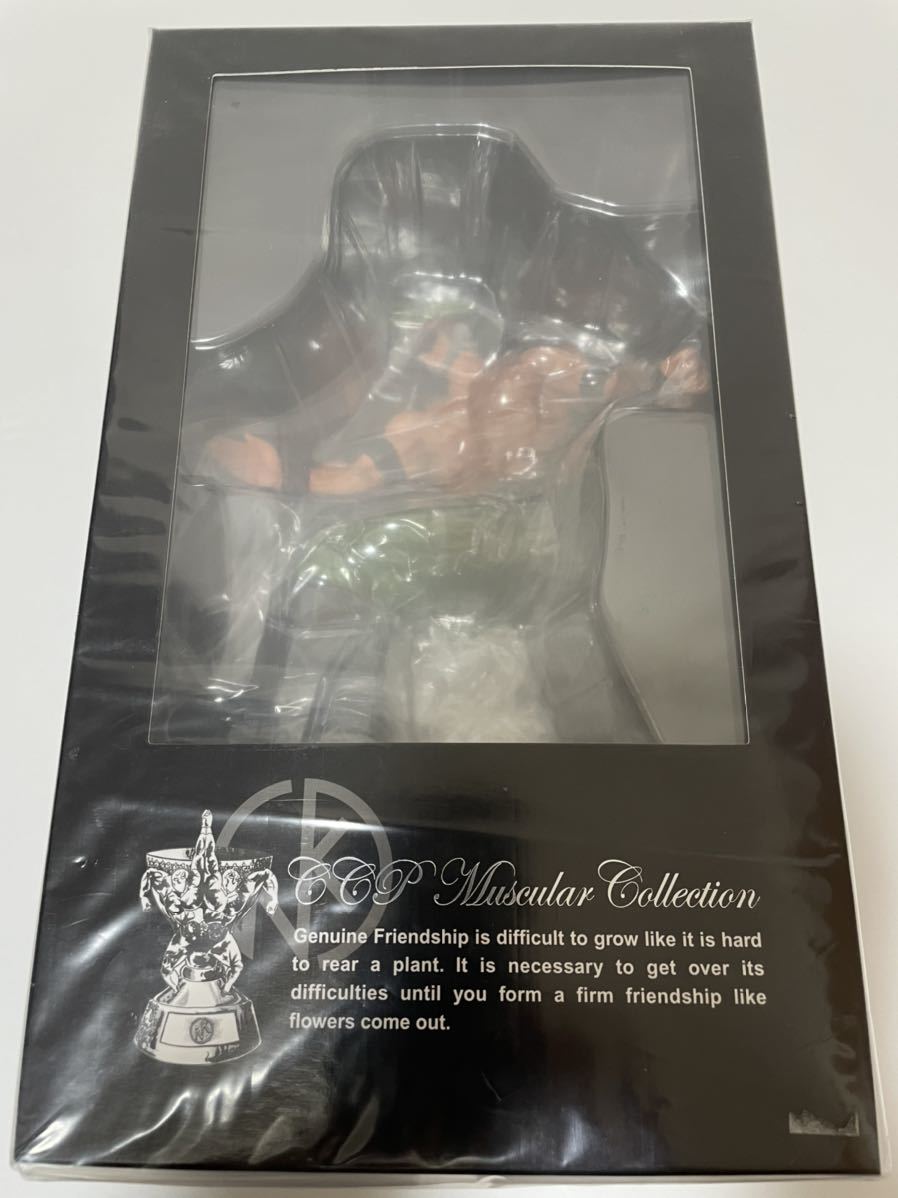 CCP Muscular Collection
Genuine Friendship is difficult to grow like it is hard
to rear a plant. It is necessary to get over its
difficulties until you form a firm friendship like
flowers come out.